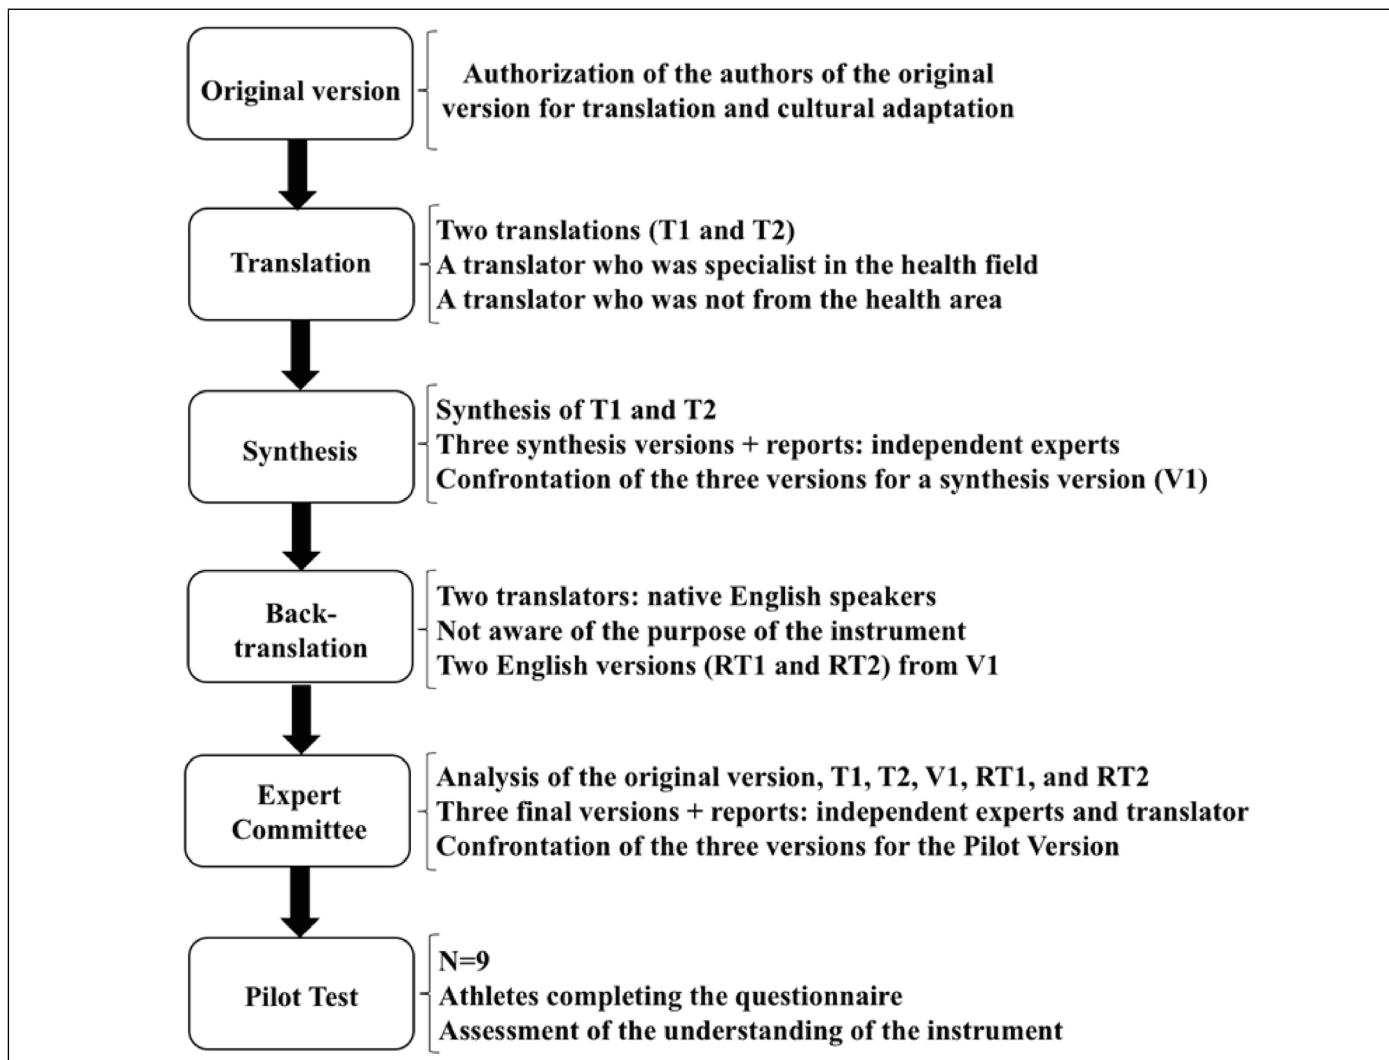 Original version
Authorization of the authors of the original
version for translation and cultural adaptation
Translation
Two translations (T1 and T2)
A translator who was specialist in the health field
A translator who was not from the health area
Synthesis
Synthesis of T1 and T2
Three synthesis versions + reports: independent experts
Confrontation of the three versions for a synthesis version (V1)
Back-
translation
Two translators: native English speakers
Not aware of the purpose of the instrument
Two English versions (RT1 and RT2) from V1
Expert
Committee
Analysis of the original version, T1, T2, V1, RT1, and RT2
Three final versions + reports: independent experts and translator
Confrontation of the three versions for the Pilot Version
Pilot Test
N=9
Athletes completing the questionnaire
Assessment of the understanding of the instrument